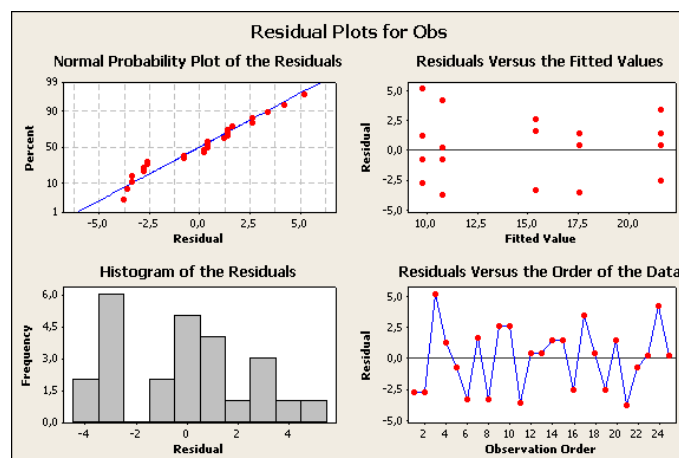 Residual Plots for Obs
Normal Probability Plot of the Residuals
99
90
50
10
1
Percent
-5,0 -2,5 0,0 2,5 5,0
Residual
Residuals Versus the Fitted Values
5,0
2,5
0,0
-2,5
-5,0
Residual
10,0 12,5 15,0 17,5 20,0
Fitted Value
Histogram of the Residuals
6,0
4,5
3,0
1,5
0,0
Frequency
-4 -2 0 2 4
Residual
Residuals Versus the Order of the Data
5,0
2,5
0,0
-2,5
-5,0
Residual
2 4 6 8 10 12 14 16 18 20 22 24
Observation Order